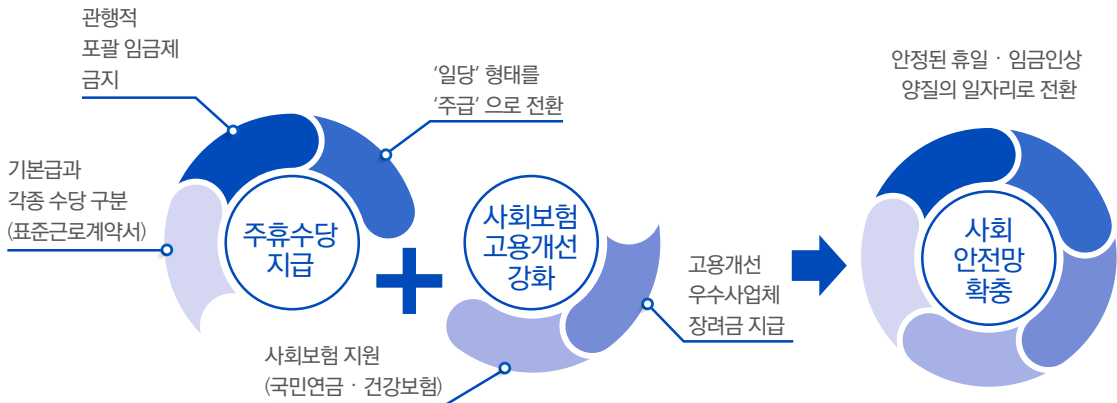 관행적
포괄 임금제
금지
‘일당’ 형태를
‘주급’ 으로 전환
기본급과
각종 수당 구분
(표준근로계약서)
주휴수당
지급
사회보험
고용개선
강화
사회보험 지원
(국민연금 · 건강보험)
고용개선
우수사업체
장려금 지급
안정된 휴일 · 임금인상
양질의 일자리로 전환
사회
안전망
확충